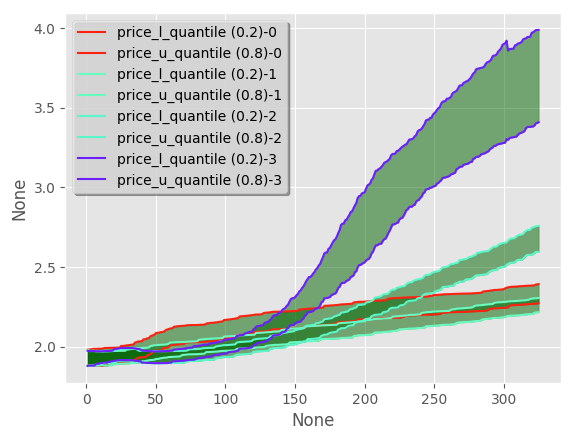 price_l_quantile (0.2)-0
price_u_quantile (0.8)-0
price_l_quantile (0.2)-1
price_u_quantile (0.8)-1
price_l_quantile (0.2)-2
price_u_quantile (0.8)-2
price_l_quantile (0.2)-3
price_u_quantile (0.8)-3
4.0
3.5
3.0
2.5
2.0
None
0 50 100 150 200 250 300
None